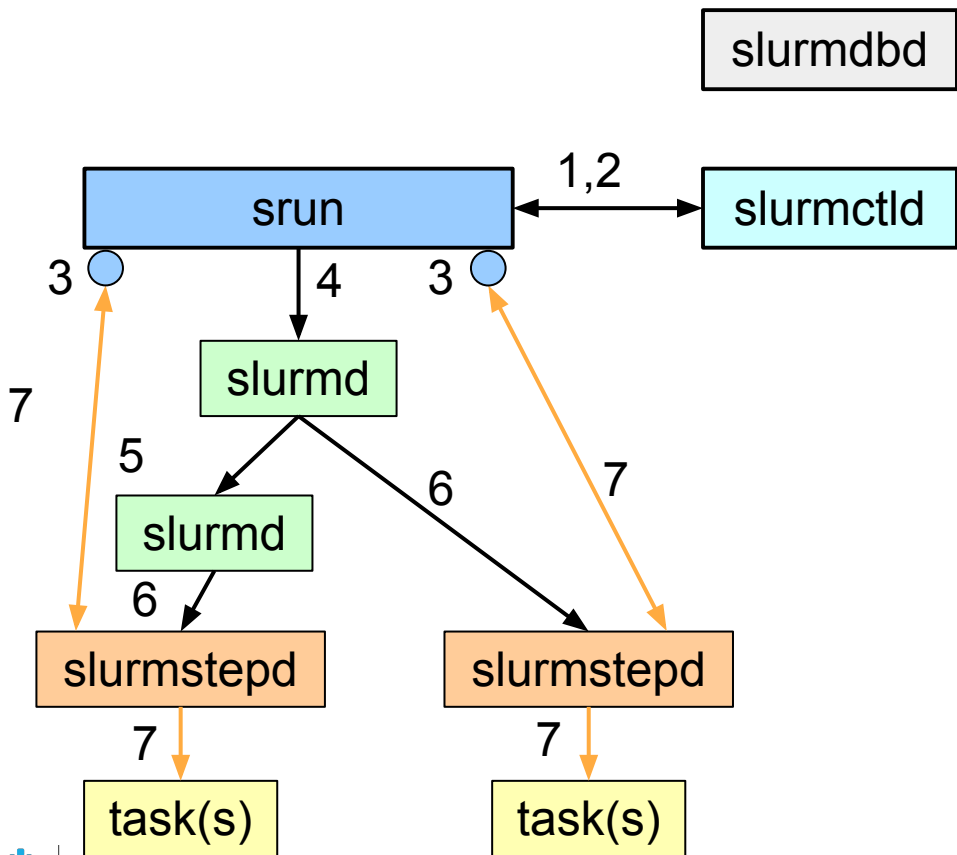 slurmdbd
1,2
srun
slurmctld
3
4
3
slurmd
7
5
6
7
slurmd
6
slurmstepd
slurmstepd
7
7
task(s)
task(s)